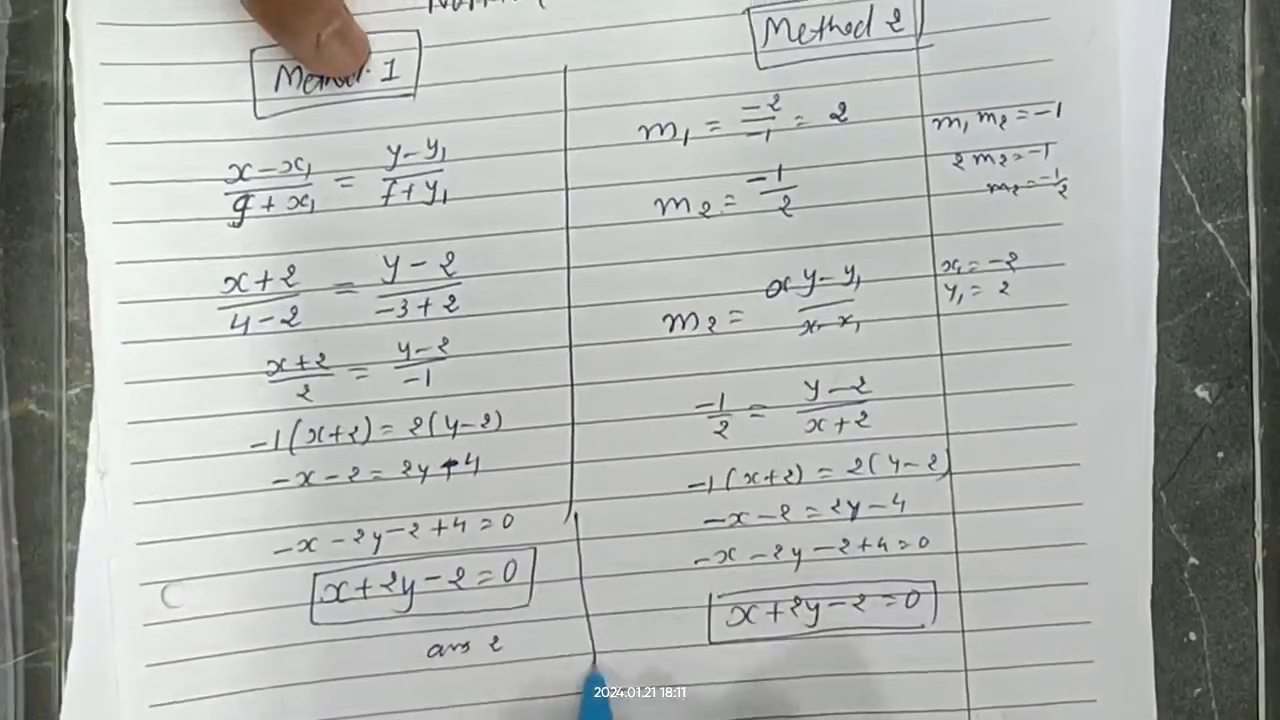 Method 2
Method 1
x-x₁/g+x₁ = y-y₁/f+y₁
x+2/4-2 = y-2/-3+2
x+2/2 = y-2/-1
-1(x+2) = 2(y-2)
-x-2 = 2y-4
-x-2y-2+4=0
x+2y-2=0
ans 2
m₁ = -2/-1 = 2
m₂ = -1/2
m₂ = y-y₁/x-x₁
-1/2 = y-2/x+2
-1(x+2) = 2(y-2)
-x-2 = 2y-4
-x-2y-2+4=0
x+2y-2=0
m₁ m₂ = -1
2 m₂ = -1
m₂ = -1/2
x₁ = -2
y₁ = 2
2024.01.21 18:11